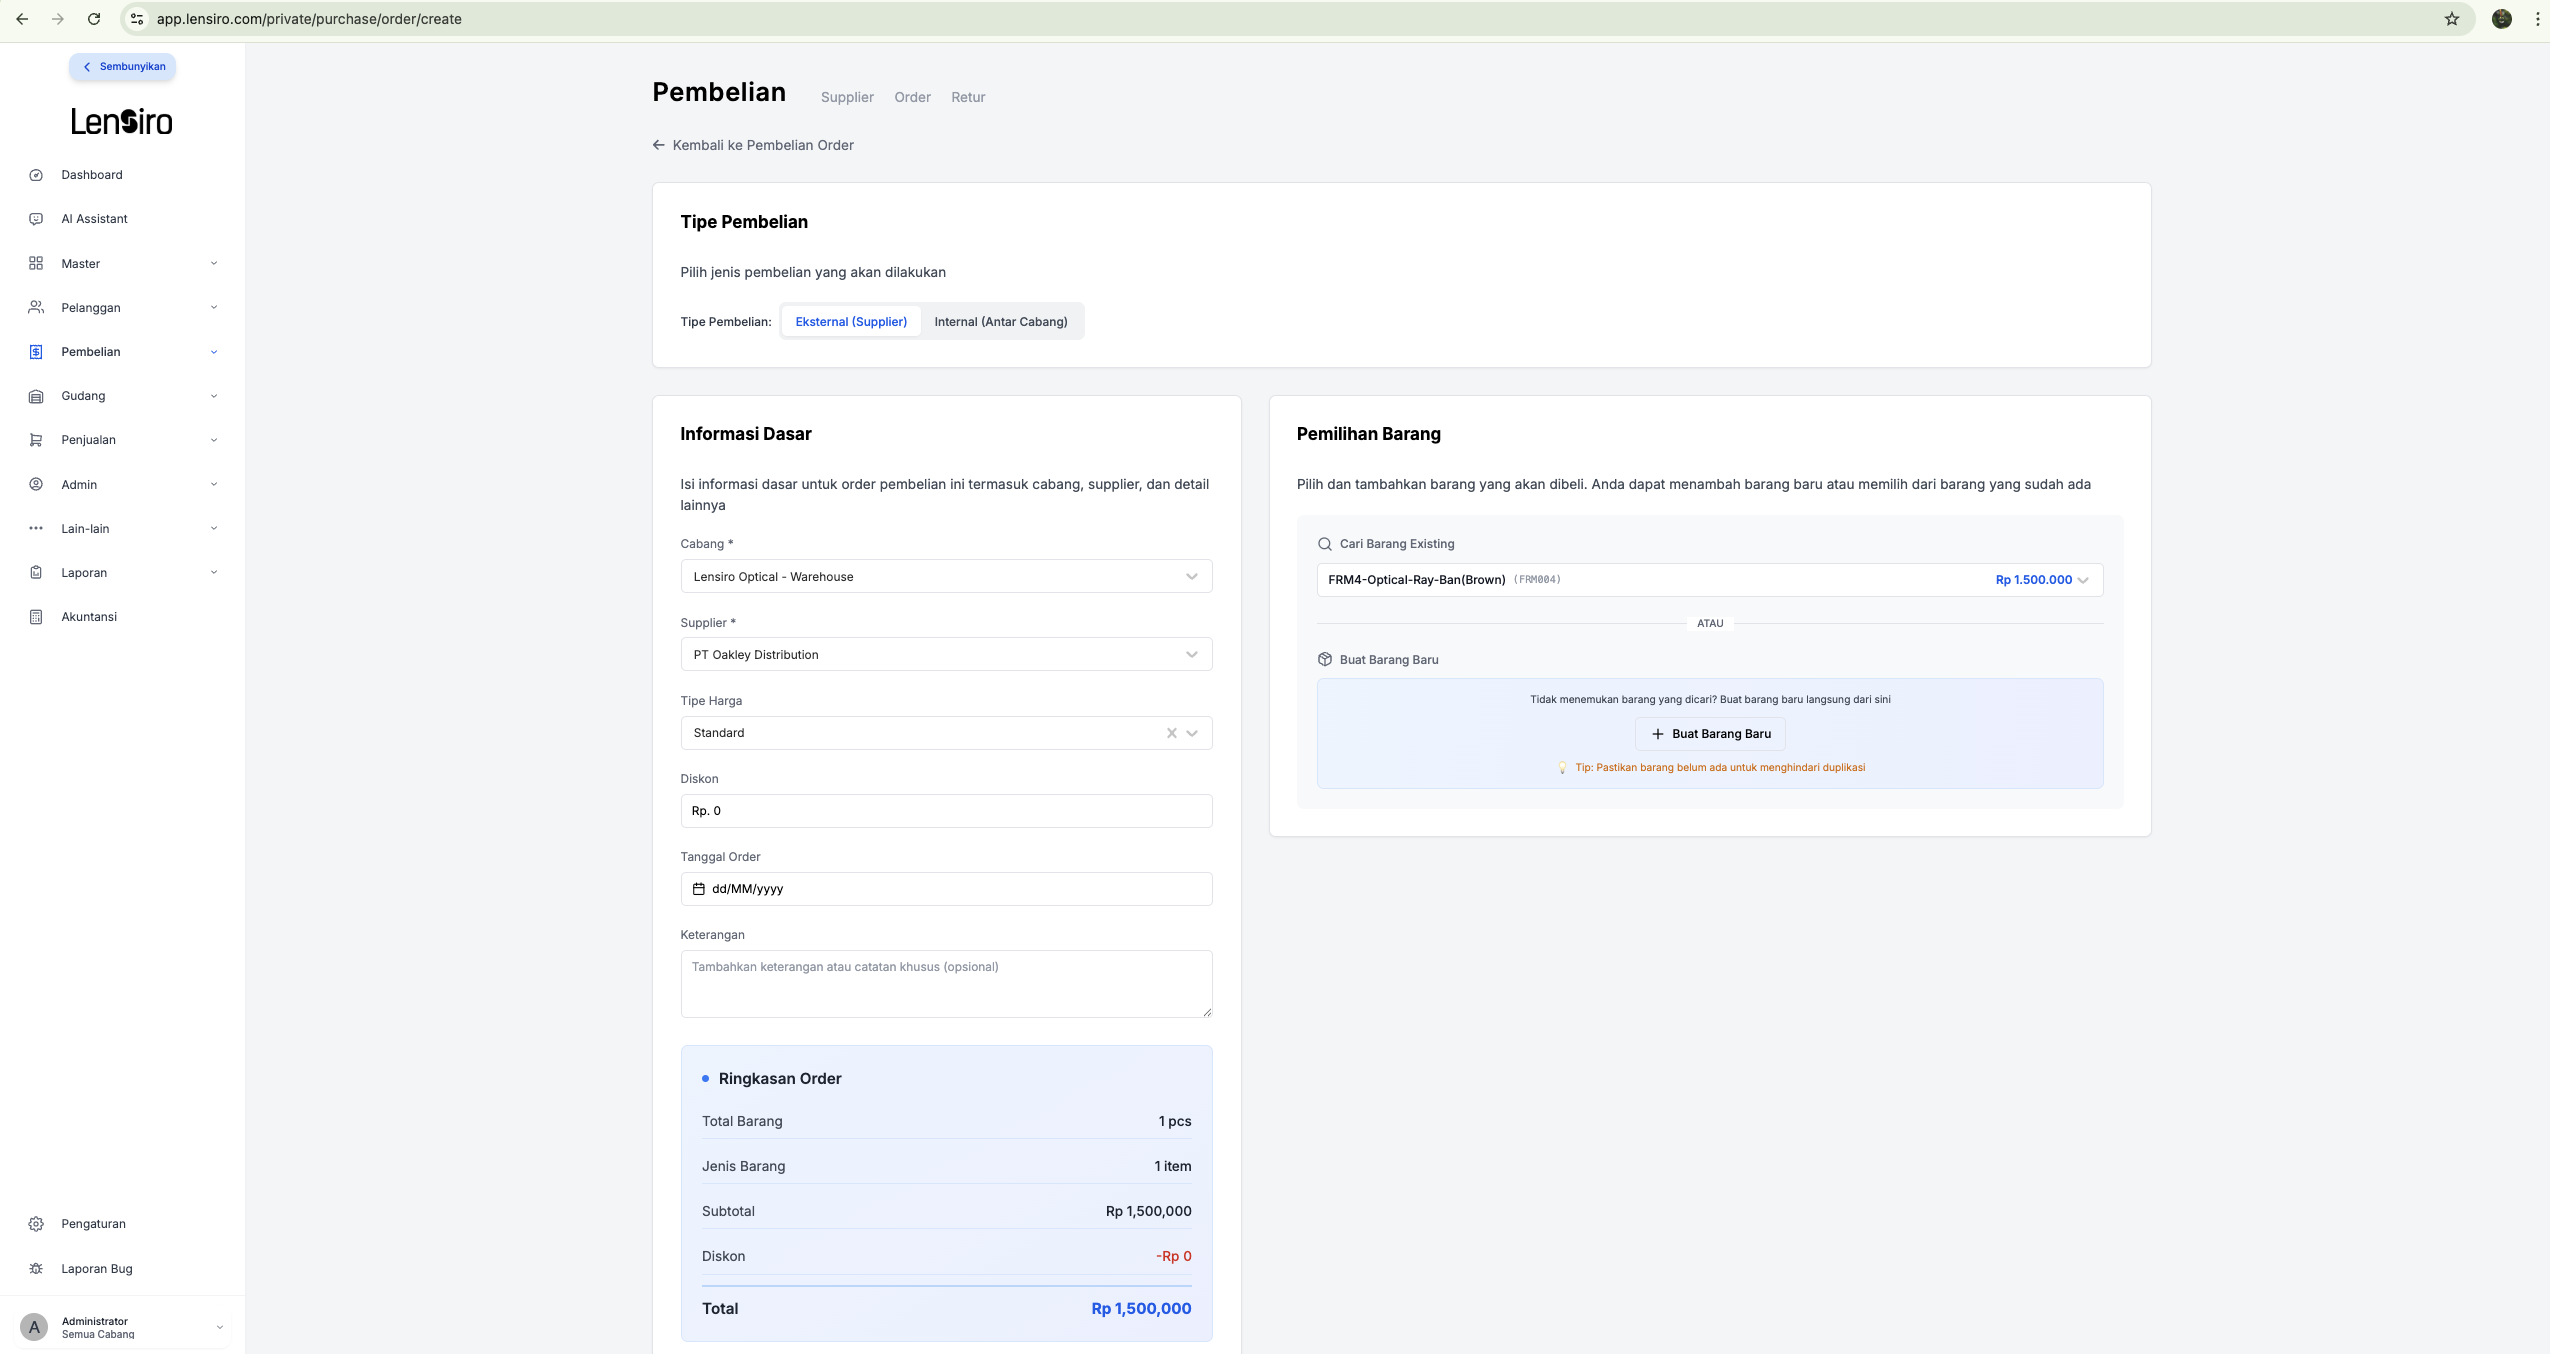 app.lensiro.com/private/purchase/order/create
Sembunyikan
Lensiro
Dashboard
AI Assistant
Master
Pelanggan
Pembelian
Gudang
Penjualan
Admin
Lain-lain
Laporan
Akuntansi
Pengaturan
Laporan Bug
A
Administrator
Semua Cabang
Pembelian
Supplier
Order
Retur
Kembali ke Pembelian Order
Tipe Pembelian
Pilih jenis pembelian yang akan dilakukan
Tipe Pembelian:
Eksternal (Supplier)
Internal (Antar Cabang)
Informasi Dasar
Isi informasi dasar untuk order pembelian ini termasuk cabang, supplier, dan detail
lainnya
Cabang *
Lensiro Optical - Warehouse
Supplier *
PT Oakley Distribution
Tipe Harga
Standard
Diskon
Rp. 0
Tanggal Order
dd/MM/yyyy
Keterangan
Tambahkan keterangan atau catatan khusus (opsional)
Ringkasan Order
Total Barang 1 pcs
Jenis Barang 1 item
Subtotal Rp 1,500,000
Diskon -Rp 0
Total Rp 1,500,000
Pemilihan Barang
Pilih dan tambahkan barang yang akan dibeli. Anda dapat menambah barang baru atau memilih dari barang yang sudah ada
Cari Barang Existing
FRM4-Optical-Ray-Ban(Brown) (FRM004) Rp 1.500.000
ATAU
Buat Barang Baru
Tidak menemukan barang yang dicari? Buat barang baru langsung dari sini
Buat Barang Baru
Tip: Pastikan barang belum ada untuk menghindari duplikasi